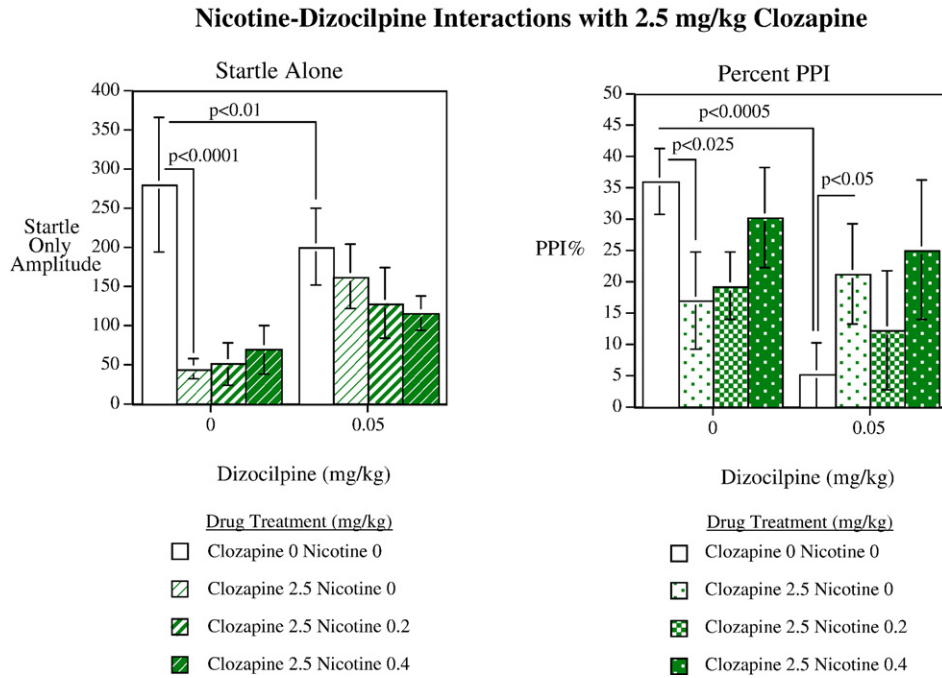 Nicotine-Dizocilpine Interactions with 2.5 mg/kg Clozapine
Startle Alone
400
350
300
250
200
150
100
50
0
Startle
Only
Amplitude
p<0.01
p<0.0001
0
0.05
Dizocilpine (mg/kg)
Drug Treatment (mg/kg)
Clozapine 0 Nicotine 0
Clozapine 2.5 Nicotine 0
Clozapine 2.5 Nicotine 0.2
Clozapine 2.5 Nicotine 0.4
Percent PPI
50
45
40
35
30
25
20
15
10
5
0
PPI%
p<0.0005
p<0.025
p<0.05
0
0.05
Dizocilpine (mg/kg)
Drug Treatment (mg/kg)
Clozapine 0 Nicotine 0
Clozapine 2.5 Nicotine 0
Clozapine 2.5 Nicotine 0.2
Clozapine 2.5 Nicotine 0.4